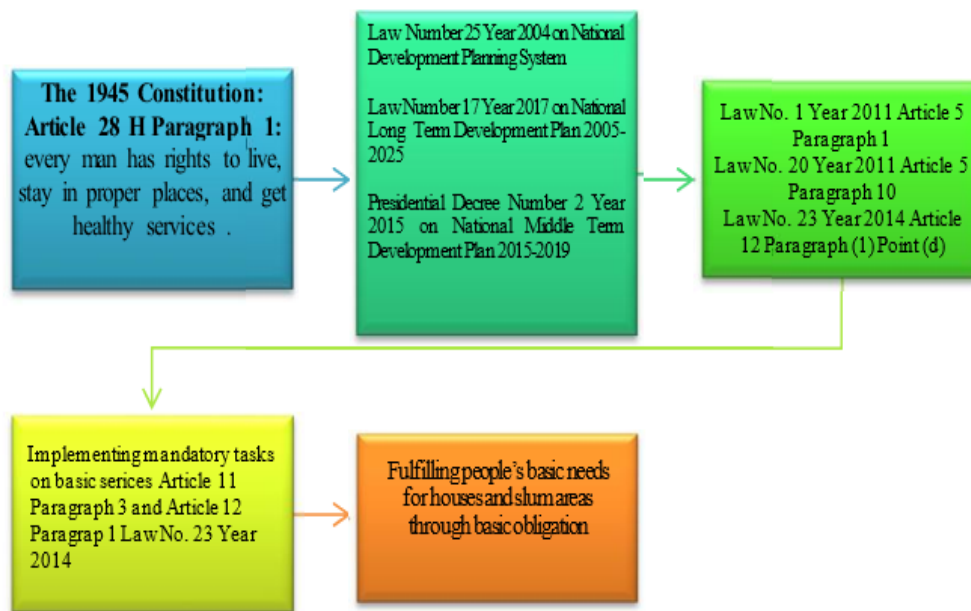 The 1945 Constitution:
Article 28 H Paragraph 1:
every man has rights to live,
stay in proper places, and get
healthy services .
Law Number 25 Year 2004 on National
Development Planning System
Law Number 17 Year 2017 on National
Long Term Development Plan 2005-
2025
Presidential Decree Number 2 Year
2015 on National Middle Term
Development Plan 2015-2019
Law No. 1 Year 2011 Article 5
Paragraph 1
Law No. 20 Year 2011 Article 5
Paragraph 10
Law No. 23 Year 2014 Article
12 Paragraph (1) Point (d)
Implementing mandatory tasks
on basic serices Article 11
Paragraph 3 and Article 12
Paragrap 1 Law No. 23 Year
2014
Fulfilling people’s basic needs
for houses and slum areas
through basic obligation